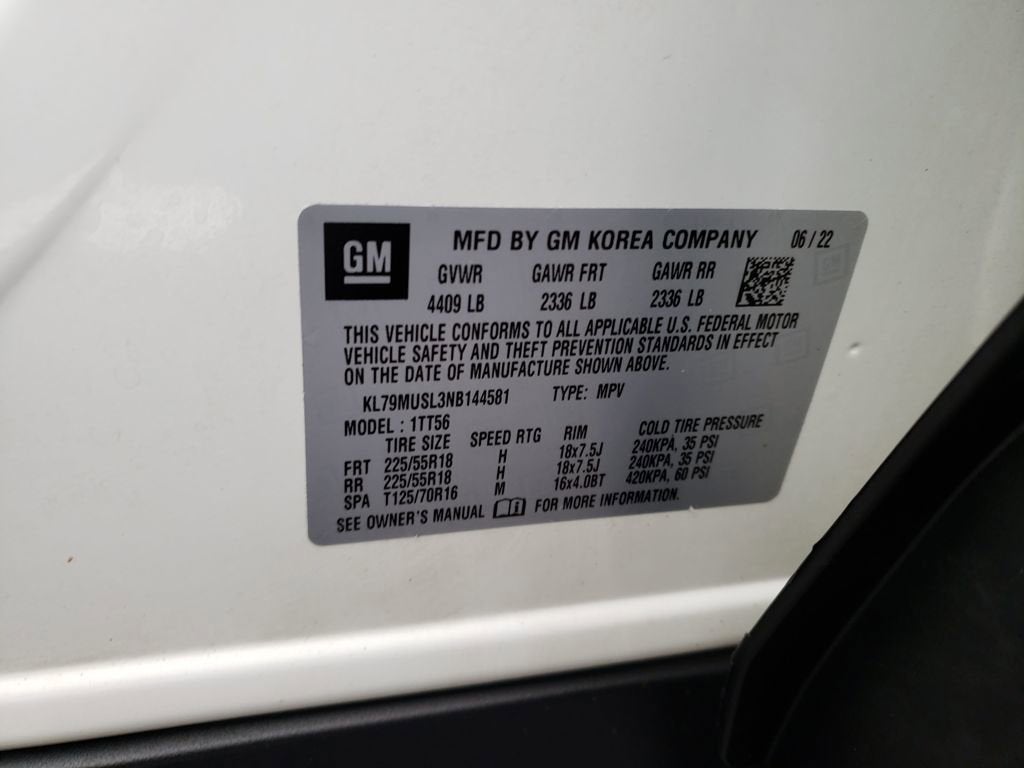 GM MFD BY GM KOREA COMPANY 06 / 22
GVWR GAWR FRT GAWR RR
4409 LB 2336 LB 2336 LB
THIS VEHICLE CONFORMS TO ALL APPLICABLE U.S. FEDERAL MOTOR
VEHICLE SAFETY AND THEFT PREVENTION STANDARDS IN EFFECT
ON THE DATE OF MANUFACTURE SHOWN ABOVE.
KL79MUSL3NB144581 TYPE: MPV
MODEL : 1TT56
TIRE SIZE SPEED RTG RIM COLD TIRE PRESSURE
FRT 225/55R18 H 18x7.5J 240KPA, 35 PSI
RR 225/55R18 H 18x7.5J 240KPA, 35 PSI
SPA T125/70R16 M 16x4.0BT 420KPA, 60 PSI
SEE OWNER'S MANUAL FOR MORE INFORMATION.